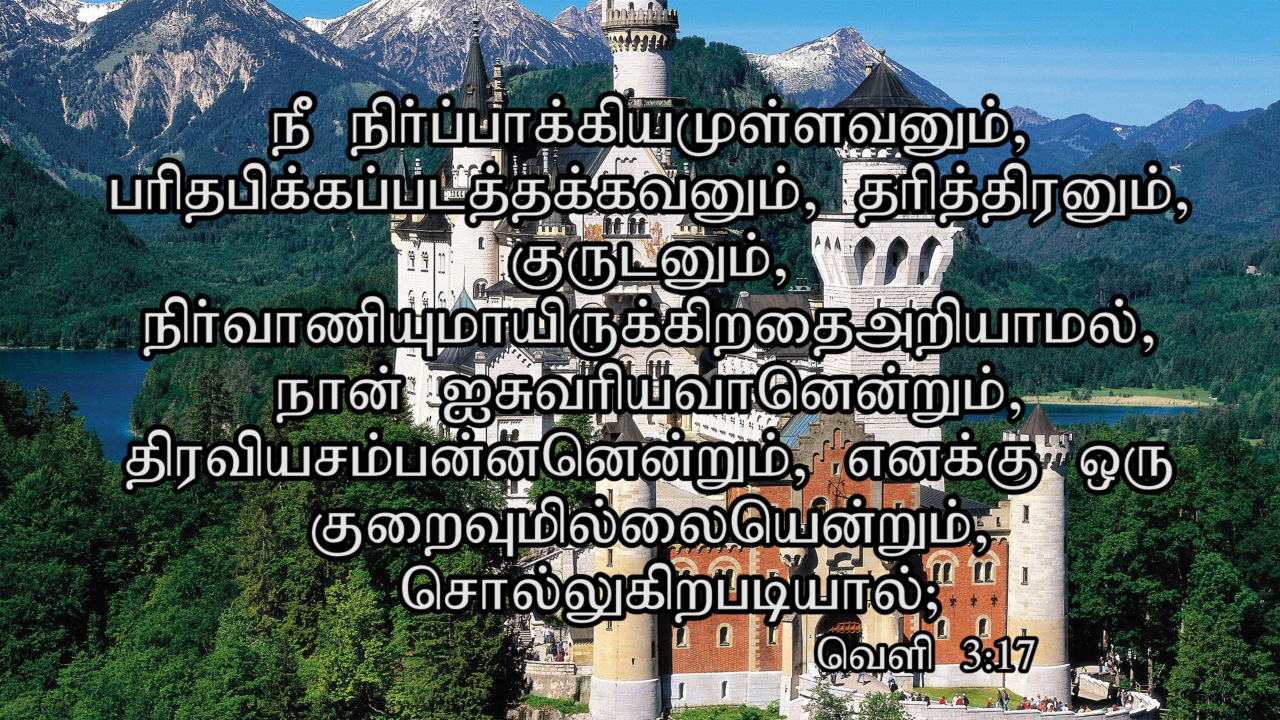 நீ நிர்ப்பாக்கியமுள்ளவனும்,
பரிதபிக்கப்படத்தக்கவனும், தரித்திரனும்,
குருடனும்,
நிர்வாணியுமாயிருக்கிறதைஅறியாமல்,
நான் ஐசுவரியவானென்றும்,
திரவியசம்பன்னனென்றும், எனக்கு ஒரு
குறைவுமில்லையென்றும்,
சொல்லுகிறபடியால்;
வெளி 3:17